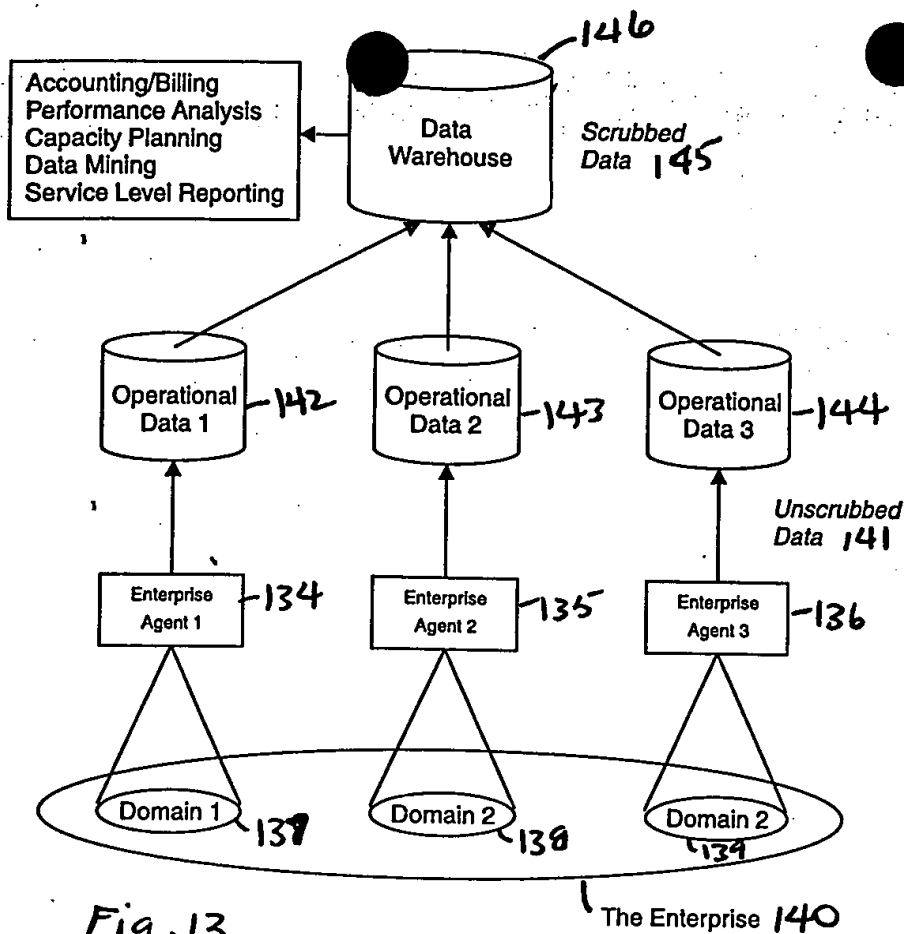 146
Accounting/Billing
Performance Analysis
Capacity Planning
Data Mining
Service Level Reporting
Data
Warehouse
Scrubbed
Data 145
Operational
Data 1
142
Operational
Data 2
143
Operational
Data 3
144
Unscrubbed
Data 141
Enterprise
Agent 1
134
Enterprise
Agent 2
135
Enterprise
Agent 3
136
Domain 1
137
Domain 2
138
Domain 2
139
The Enterprise 140
Fig. 13